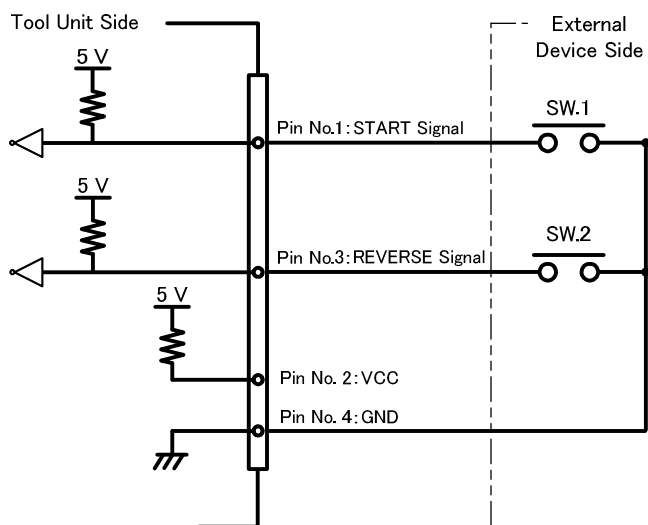 Tool Unit Side
External
Device Side
5 V
SW.1
Pin No.1:START Signal
5 V
SW.2
Pin No.3:REVERSE Signal
5 V
Pin No. 2:VCC
Pin No. 4:GND